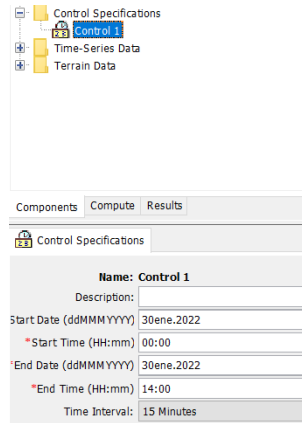 Control Specifications
Control 1
Time-Series Data
Terrain Data
Components Compute Results
Control Specifications
Name: Control 1
Description:
Start Date (ddMMMYYYY) 30ene.2022
*Start Time (HH:mm) 00:00
*End Date (ddMMMYYYY) 30ene.2022
*End Time (HH:mm) 14:00
Time Interval: 15 Minutes